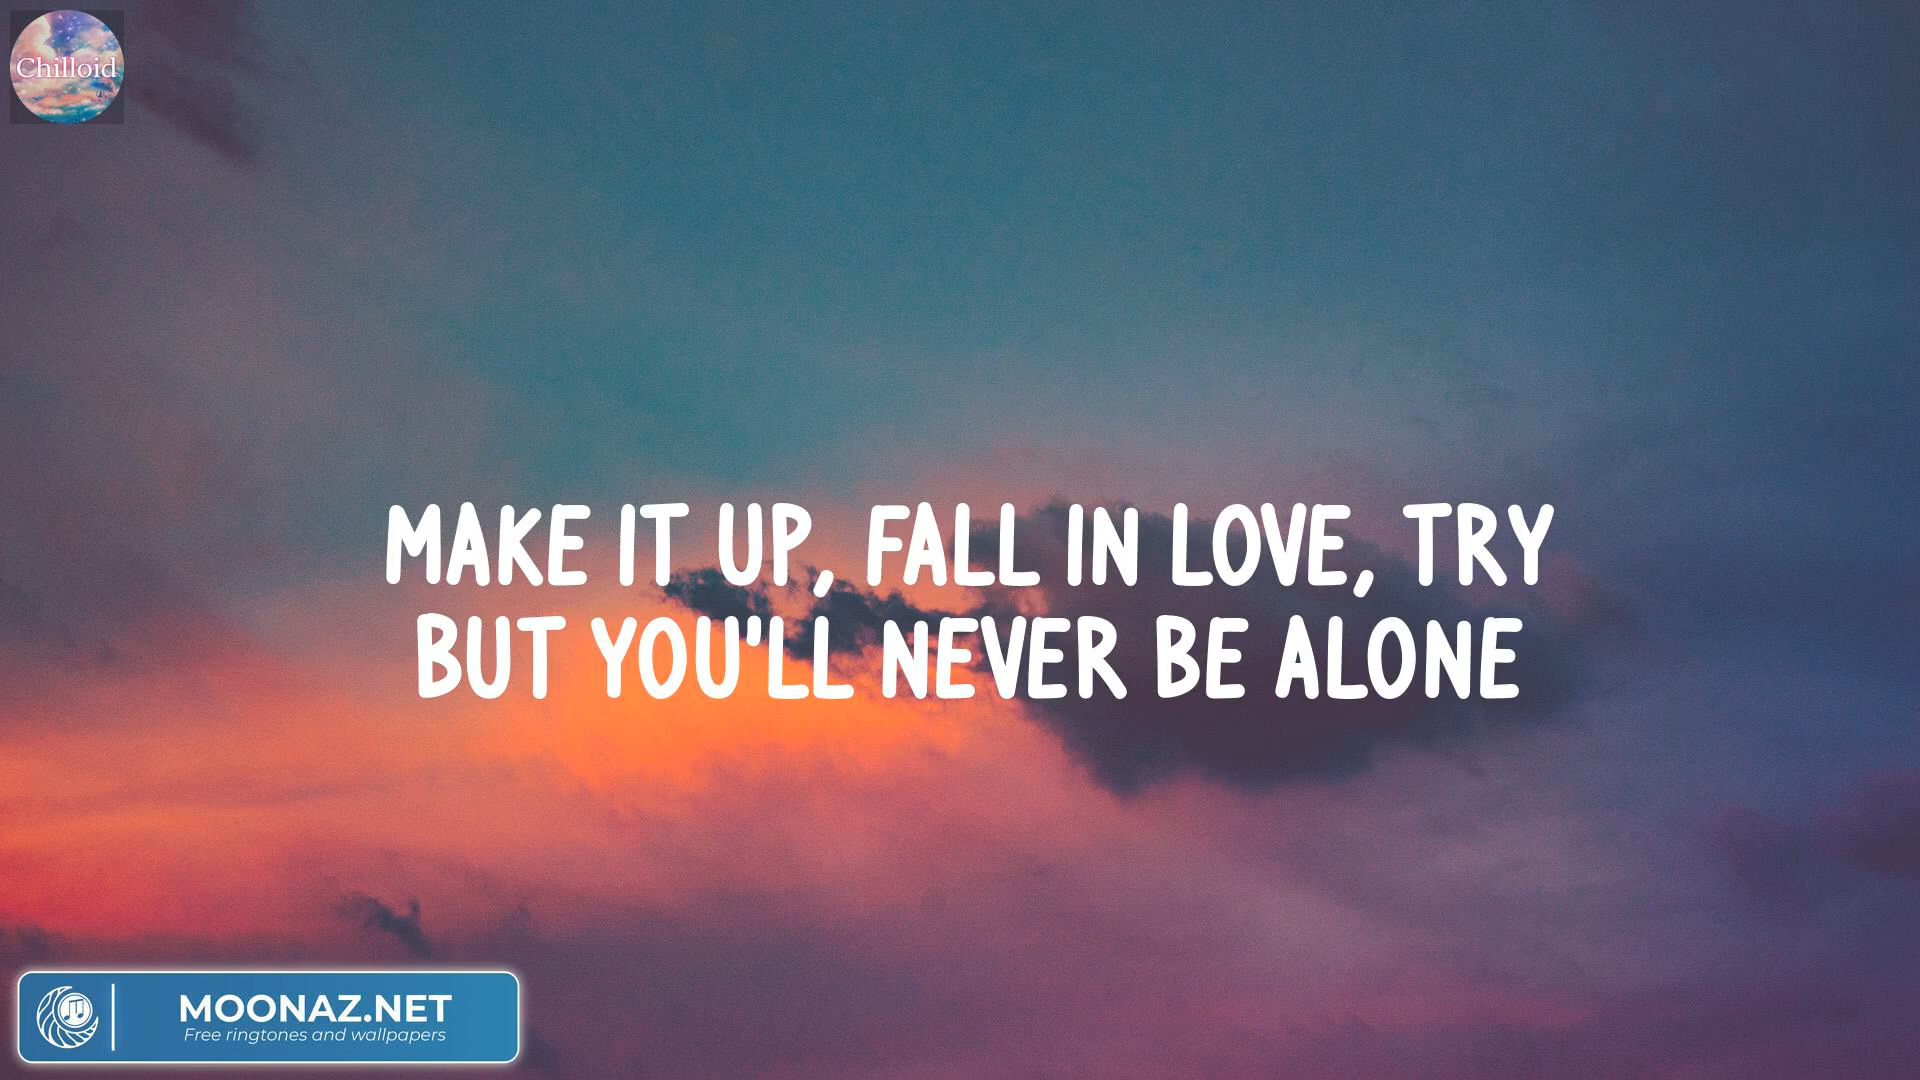 Chilloid
MAKE IT UP, FALL IN LOVE, TRY
BUT YOU'LL NEVER BE ALONE
MOONAZ.NET
Free ringtones and wallpapers